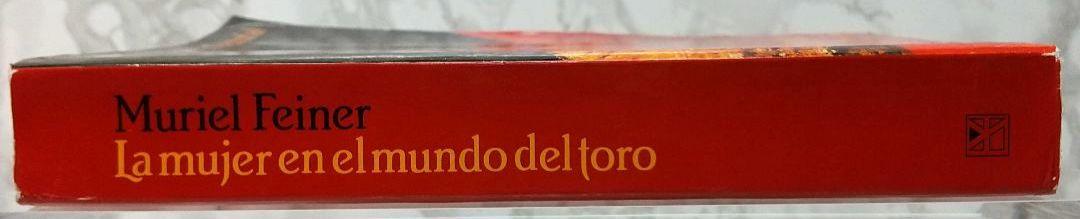 Muriel Feiner
La mujer en el mundo del toro